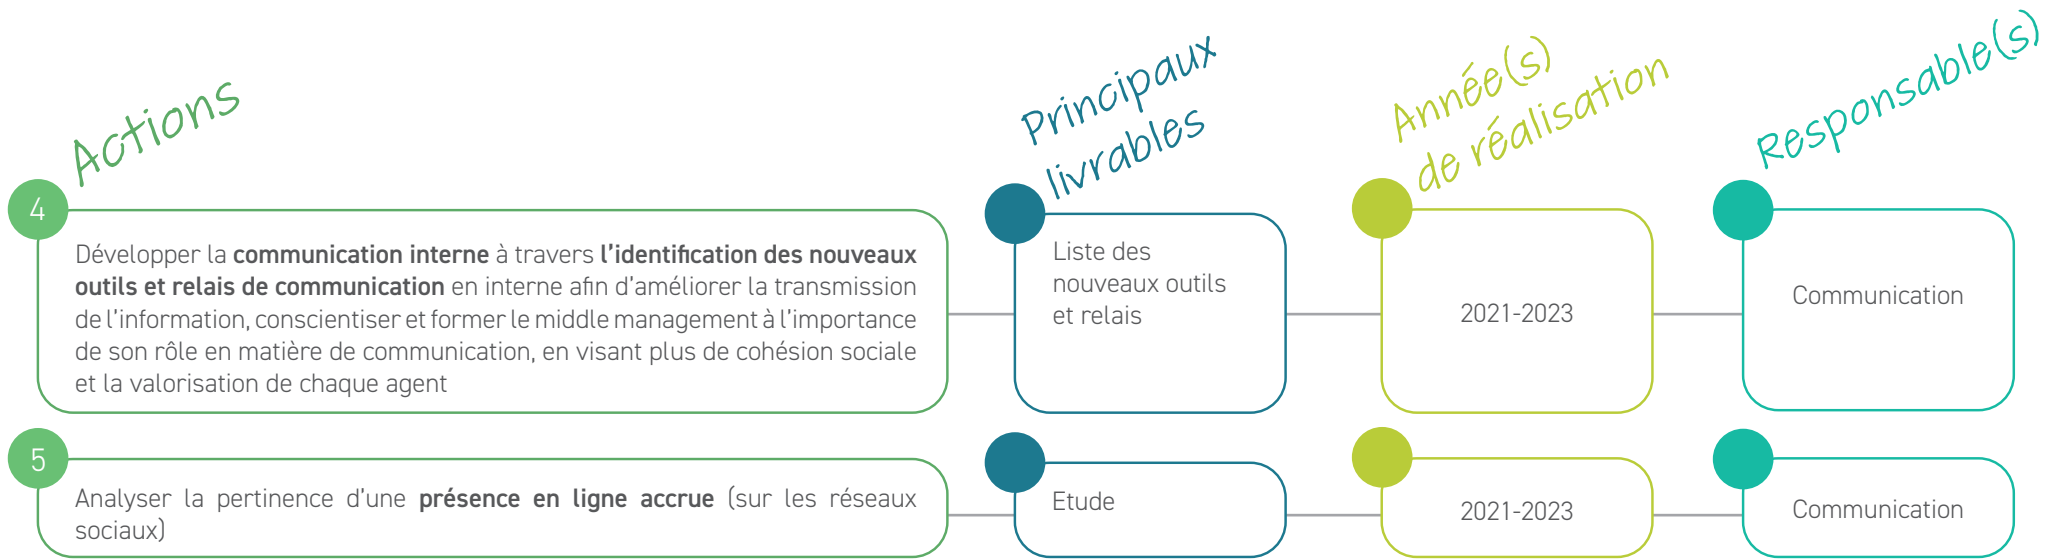 Actions
Principaux
livrables
Année(s)
de réalisation
Responsable(s)
4
Développer la communication interne à travers l'identification des nouveaux
outils et relais de communication en interne afin d'améliorer la transmission
de l'information, conscientiser et former le middle management à l'importance
de son rôle en matière de communication, en visant plus de cohésion sociale
et la valorisation de chaque agent
Liste des
nouveaux outils
et relais
2021-2023
Communication
5
Analyser la pertinence d'une présence en ligne accrue (sur les réseaux
sociaux)
Etude
2021-2023
Communication